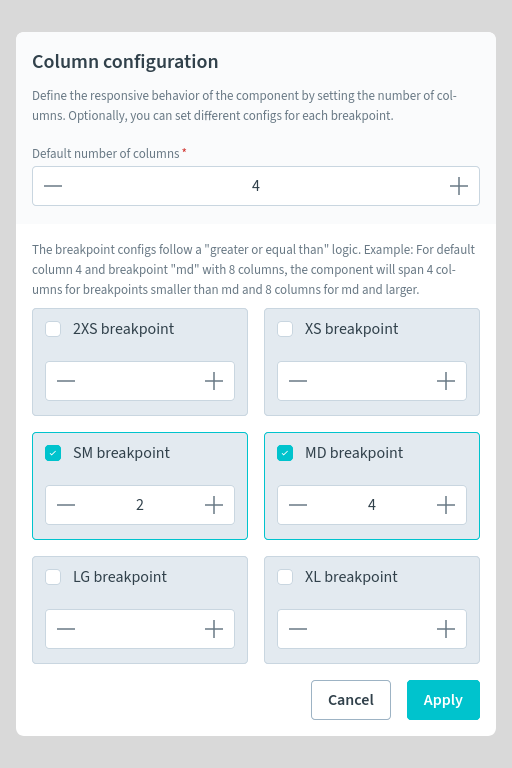 Column configuration
Define the responsive behavior of the component by setting the number of col-
umns. Optionally, you can set different configs for each breakpoint.
Default number of columns *
4
The breakpoint configs follow a "greater or equal than" logic. Example: For default
column 4 and breakpoint "md" with 8 columns, the component will span 4 col-
umns for breakpoints smaller than md and 8 columns for md and larger.
2XS breakpoint
XS breakpoint
SM breakpoint
2
MD breakpoint
4
LG breakpoint
XL breakpoint
Cancel
Apply